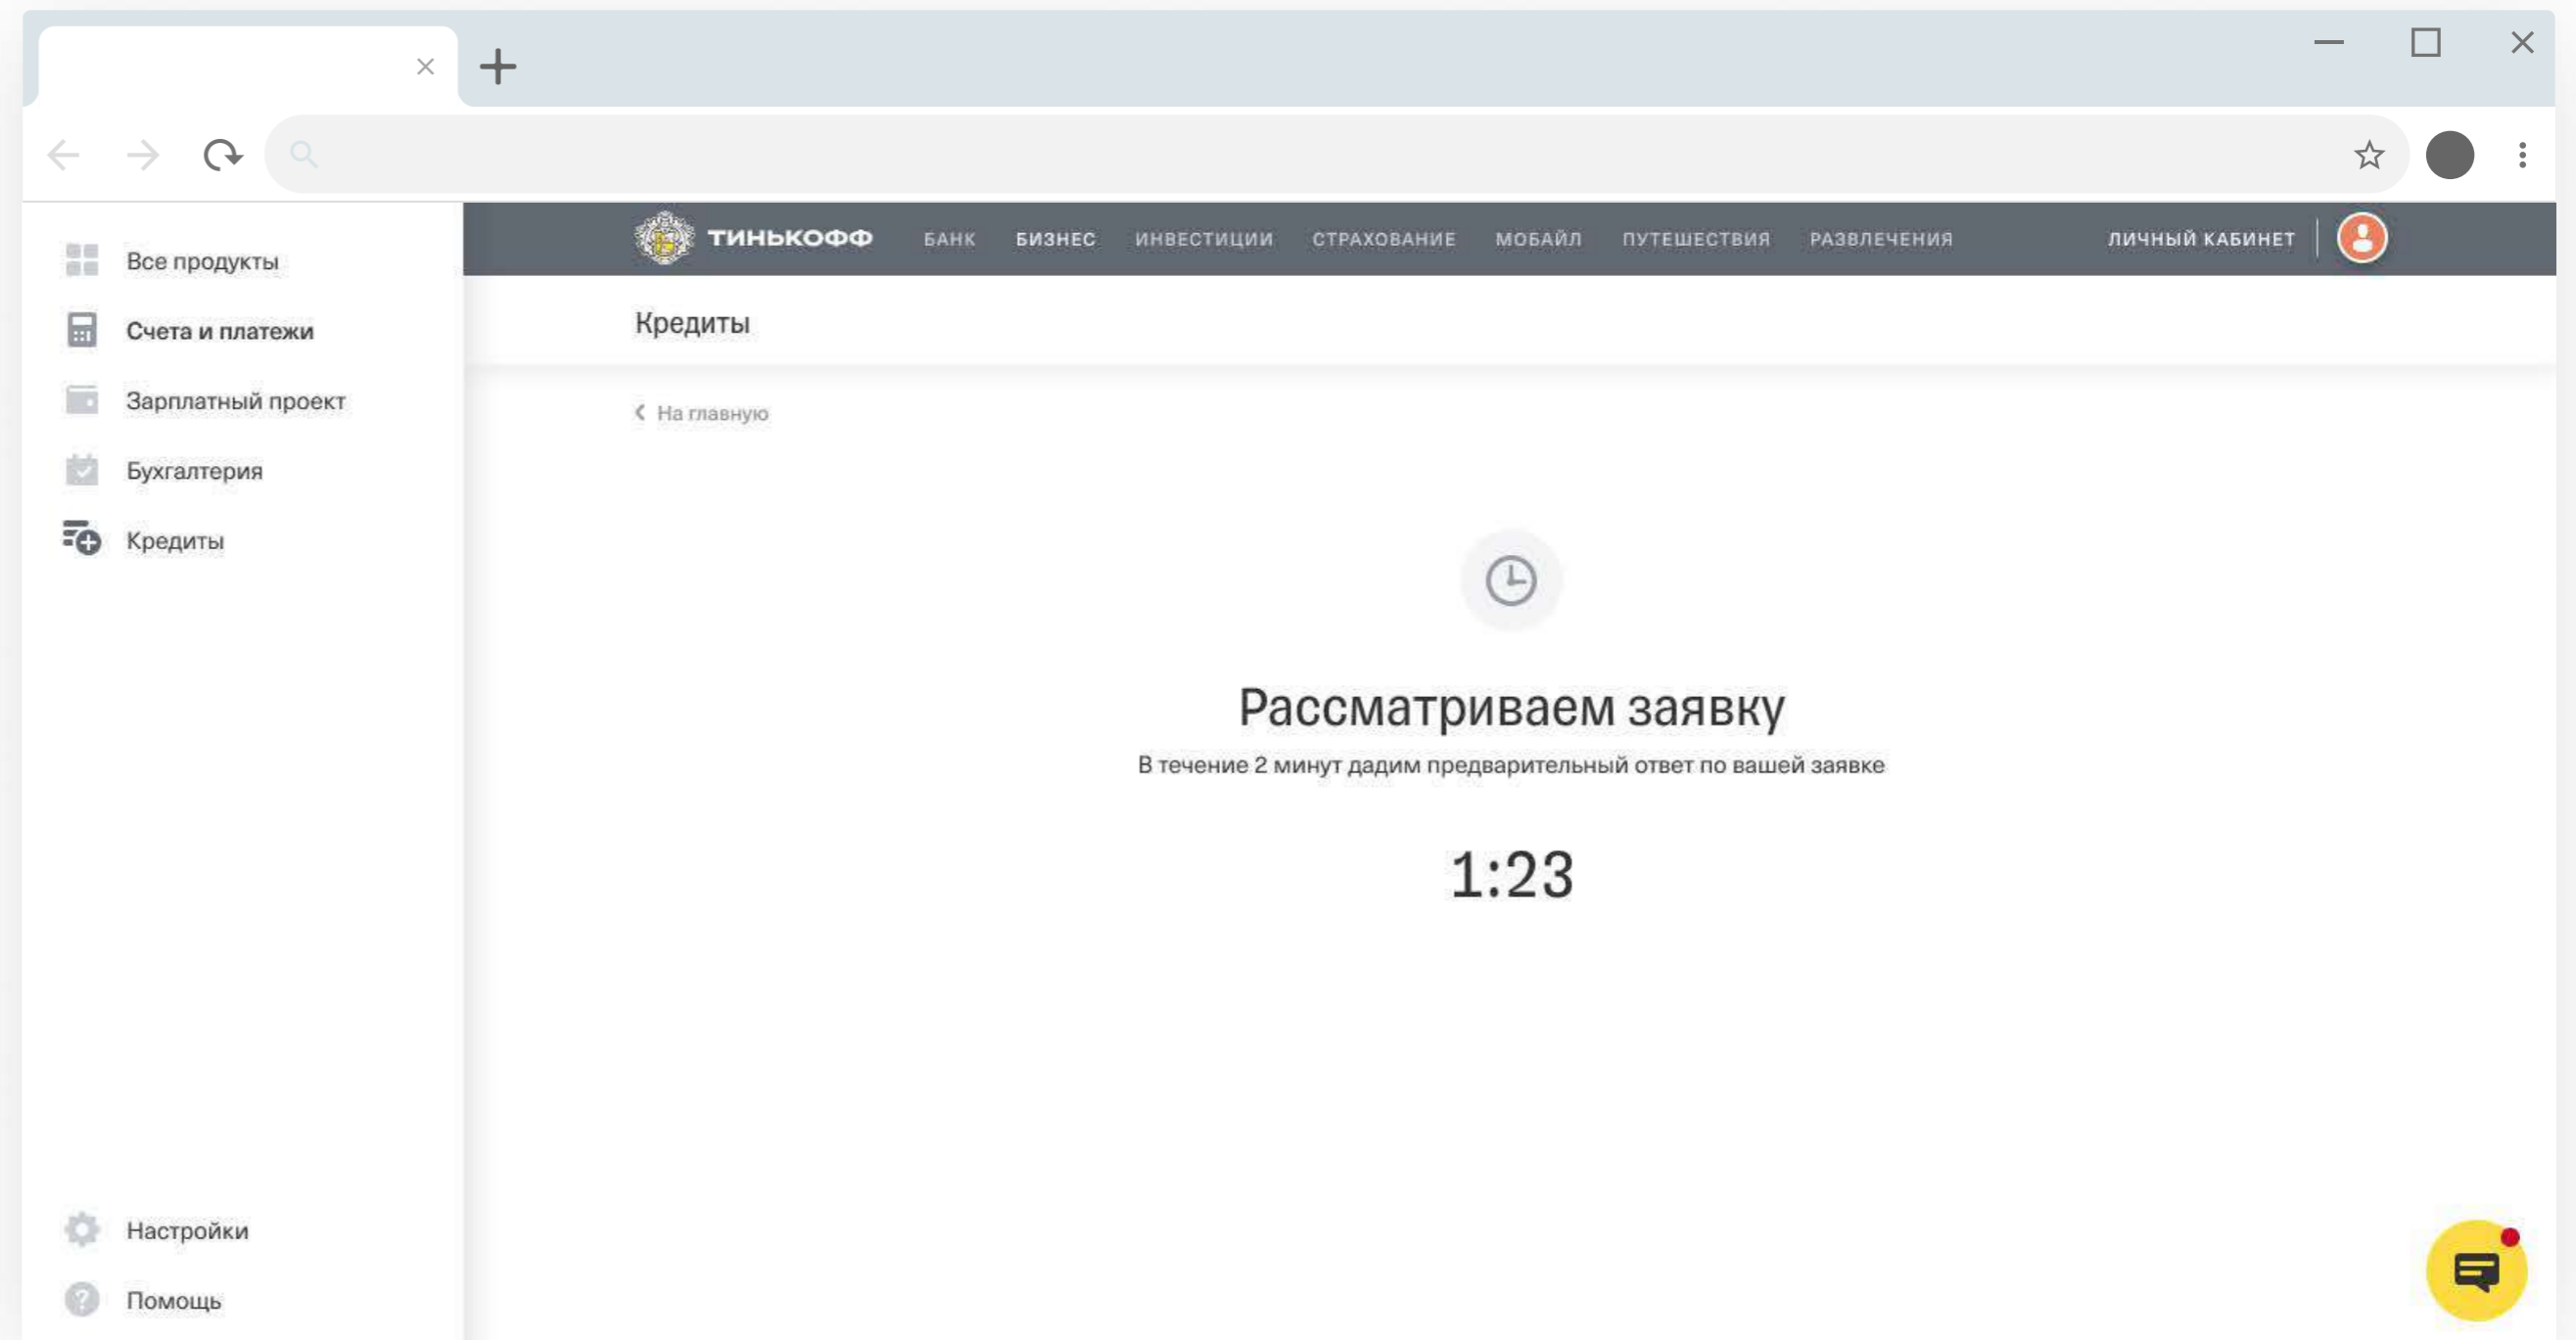 ТИНЬКОФФ БАНК БИЗНЕС ИНВЕСТИЦИИ СТРАХОВАНИЕ МОБАЙЛ ПУТЕШЕСТВИЯ РАЗВЛЕЧЕНИЯ ЛИЧНЫЙ КАБИНЕТ
Все продукты
Счета и платежи
Зарплатный проект
Бухгалтерия
Кредиты
Настройки
Помощь
Кредиты
На главную
Рассматриваем заявку
В течение 2 минут дадим предварительный ответ по вашей заявке
1:23